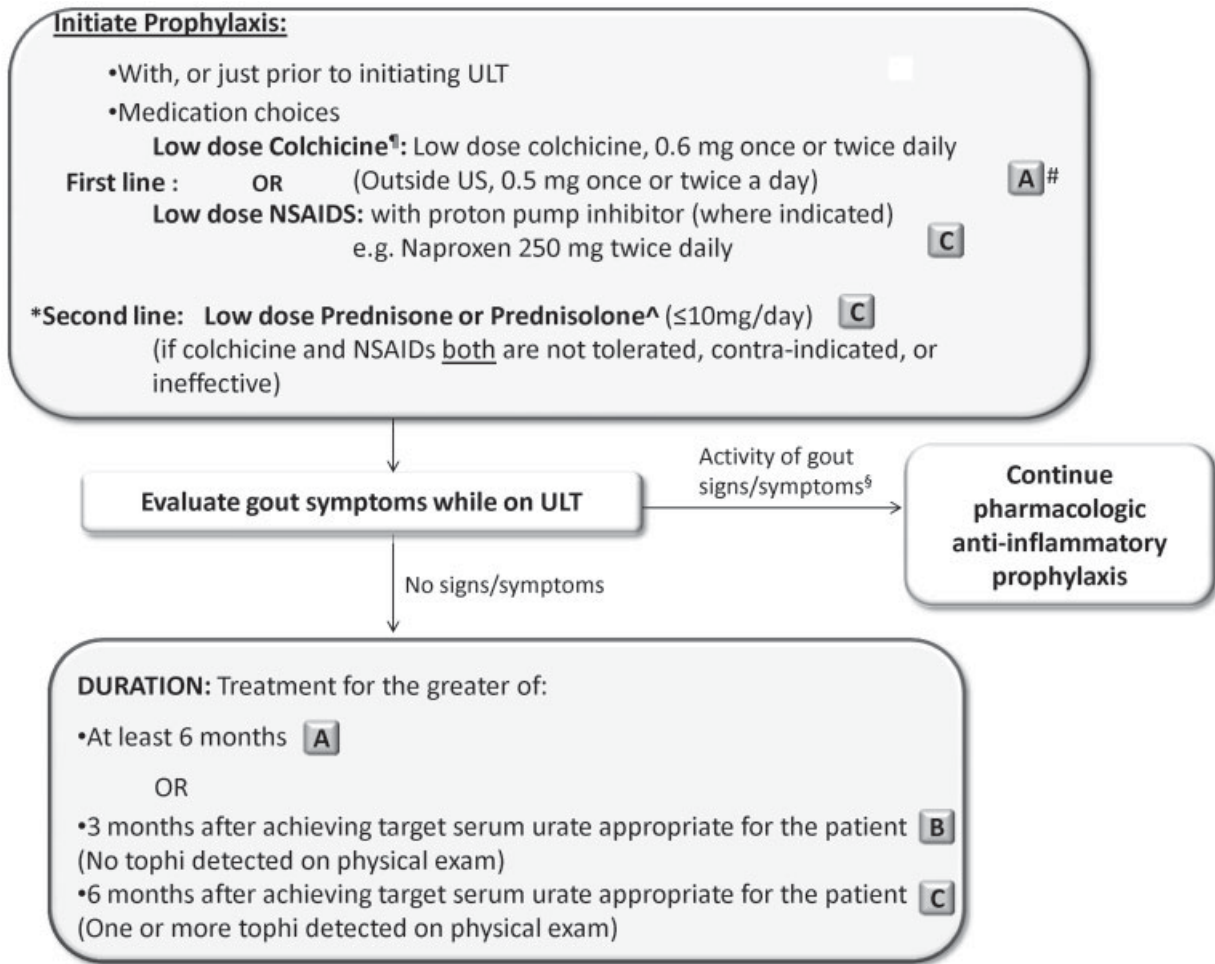 Initiate Prophylaxis:
•With, or just prior to initiating ULT
•Medication choices
Low dose Colchicine¶: Low dose colchicine, 0.6 mg once or twice daily
First line : OR (Outside US, 0.5 mg once or twice a day) A#
Low dose NSAIDS: with proton pump inhibitor (where indicated)
e.g. Naproxen 250 mg twice daily C
*Second line: Low dose Prednisone or Prednisolone^ (≤10mg/day) C
(if colchicine and NSAIDs both are not tolerated, contra-indicated, or
ineffective)
Evaluate gout symptoms while on ULT
Activity of gout
signs/symptoms§
Continue
pharmacologic
anti-inflammatory
prophylaxis
No signs/symptoms
DURATION: Treatment for the greater of:
•At least 6 months A
OR
•3 months after achieving target serum urate appropriate for the patient B
(No tophi detected on physical exam)
•6 months after achieving target serum urate appropriate for the patient C
(One or more tophi detected on physical exam)